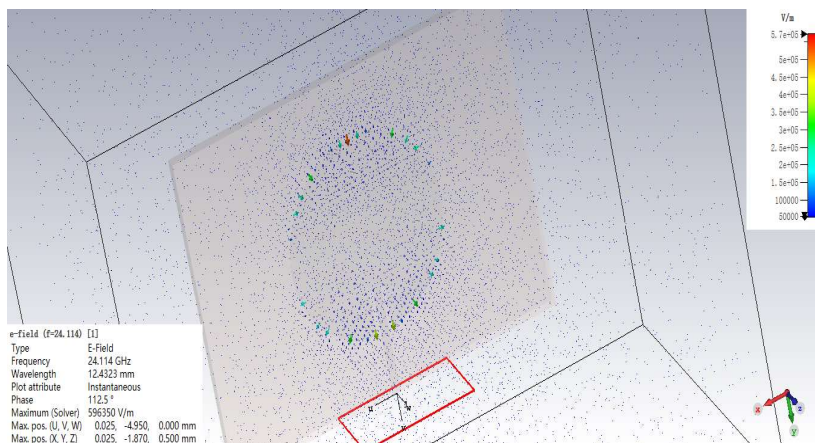 V/m
5.7e+05
5e+05
4.5e+05
4e+05
3.5e+05
3e+05
2.5e+05
2e+05
1.5e+05
100000
50000
e-field (f=24.114) [1]
Type E-Field
Frequency 24.114 GHz
Wavelength 12.4323 mm
Plot attribute Instantaneous
Phase 112.5 °
Maximum (Solver) 596350 V/m
Max. pos. (U, V, W) 0.025, -4.950, 0.000 mm
Max. pos. (X, Y, Z) 0.025, -1.870, 0.500 mm
u
w
v
x
z
y